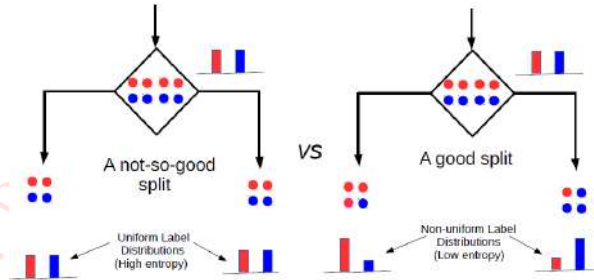 A not-so-good
split
VS
A good split
Uniform Label
Distributions
(High entropy)
Non-uniform Label
Distributions
(Low entropy)